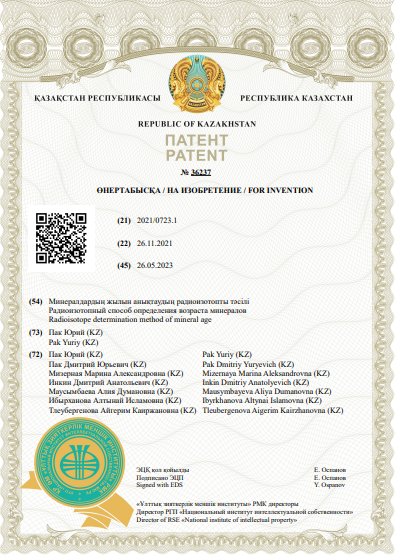 ҚАЗАҚСТАН РЕСПУБЛИКАСЫ
РЕСПУБЛИКА КАЗАХСТАН
REPUBLIC OF KAZAKHSTAN
ПАТЕНТ
PATENT
№ 36237
ӨНЕРТАБЫСҚА / НА ИЗОБРЕТЕНИЕ / FOR INVENTION
(21) 2021/0723.1
(22) 26.11.2021
(45) 26.05.2023
(54) Минералдардың жылын анықтаудың радиоизотопты тәсілі
Радиоизотопный способ определения возраста минералов
Radioisotope determination method of mineral age
(73) Пак Юрий (KZ)
Pak Yuriy (KZ)
(72) Пак Юрий (KZ) Pak Yuriy (KZ)
Пак Дмитрий Юрьевич (KZ) Pak Dmitriy Yuryevich (KZ)
Мизерная Марина Александровна (KZ) Mizernaya Marina Aleksandrovna (KZ)
Инкин Дмитрий Анатольевич (KZ) Inkin Dmitriy Anatolyevich (KZ)
Маусымбаева Алия Думановна (KZ) Mausymbayeva Aliya Dumanovna (KZ)
Ибырханова Алтынай Исламовна (KZ) Ibyrkhanova Altynai Islamovna (KZ)
Тлеубергенова Айгерим Каиржановна (KZ) Tleubergenova Aigerim Kairzhanovna (KZ)
ЭЦҚ қол қойылды Е. Оспанов
Подписано ЭЦП Е. Оспанов
Signed with EDS Y. Ospanov
«Ұлттық зияткерлік меншік институты» РМК директоры
Директор РГП «Национальный институт интеллектуальной собственности»
Director of RSE «National institute of intellectual property»